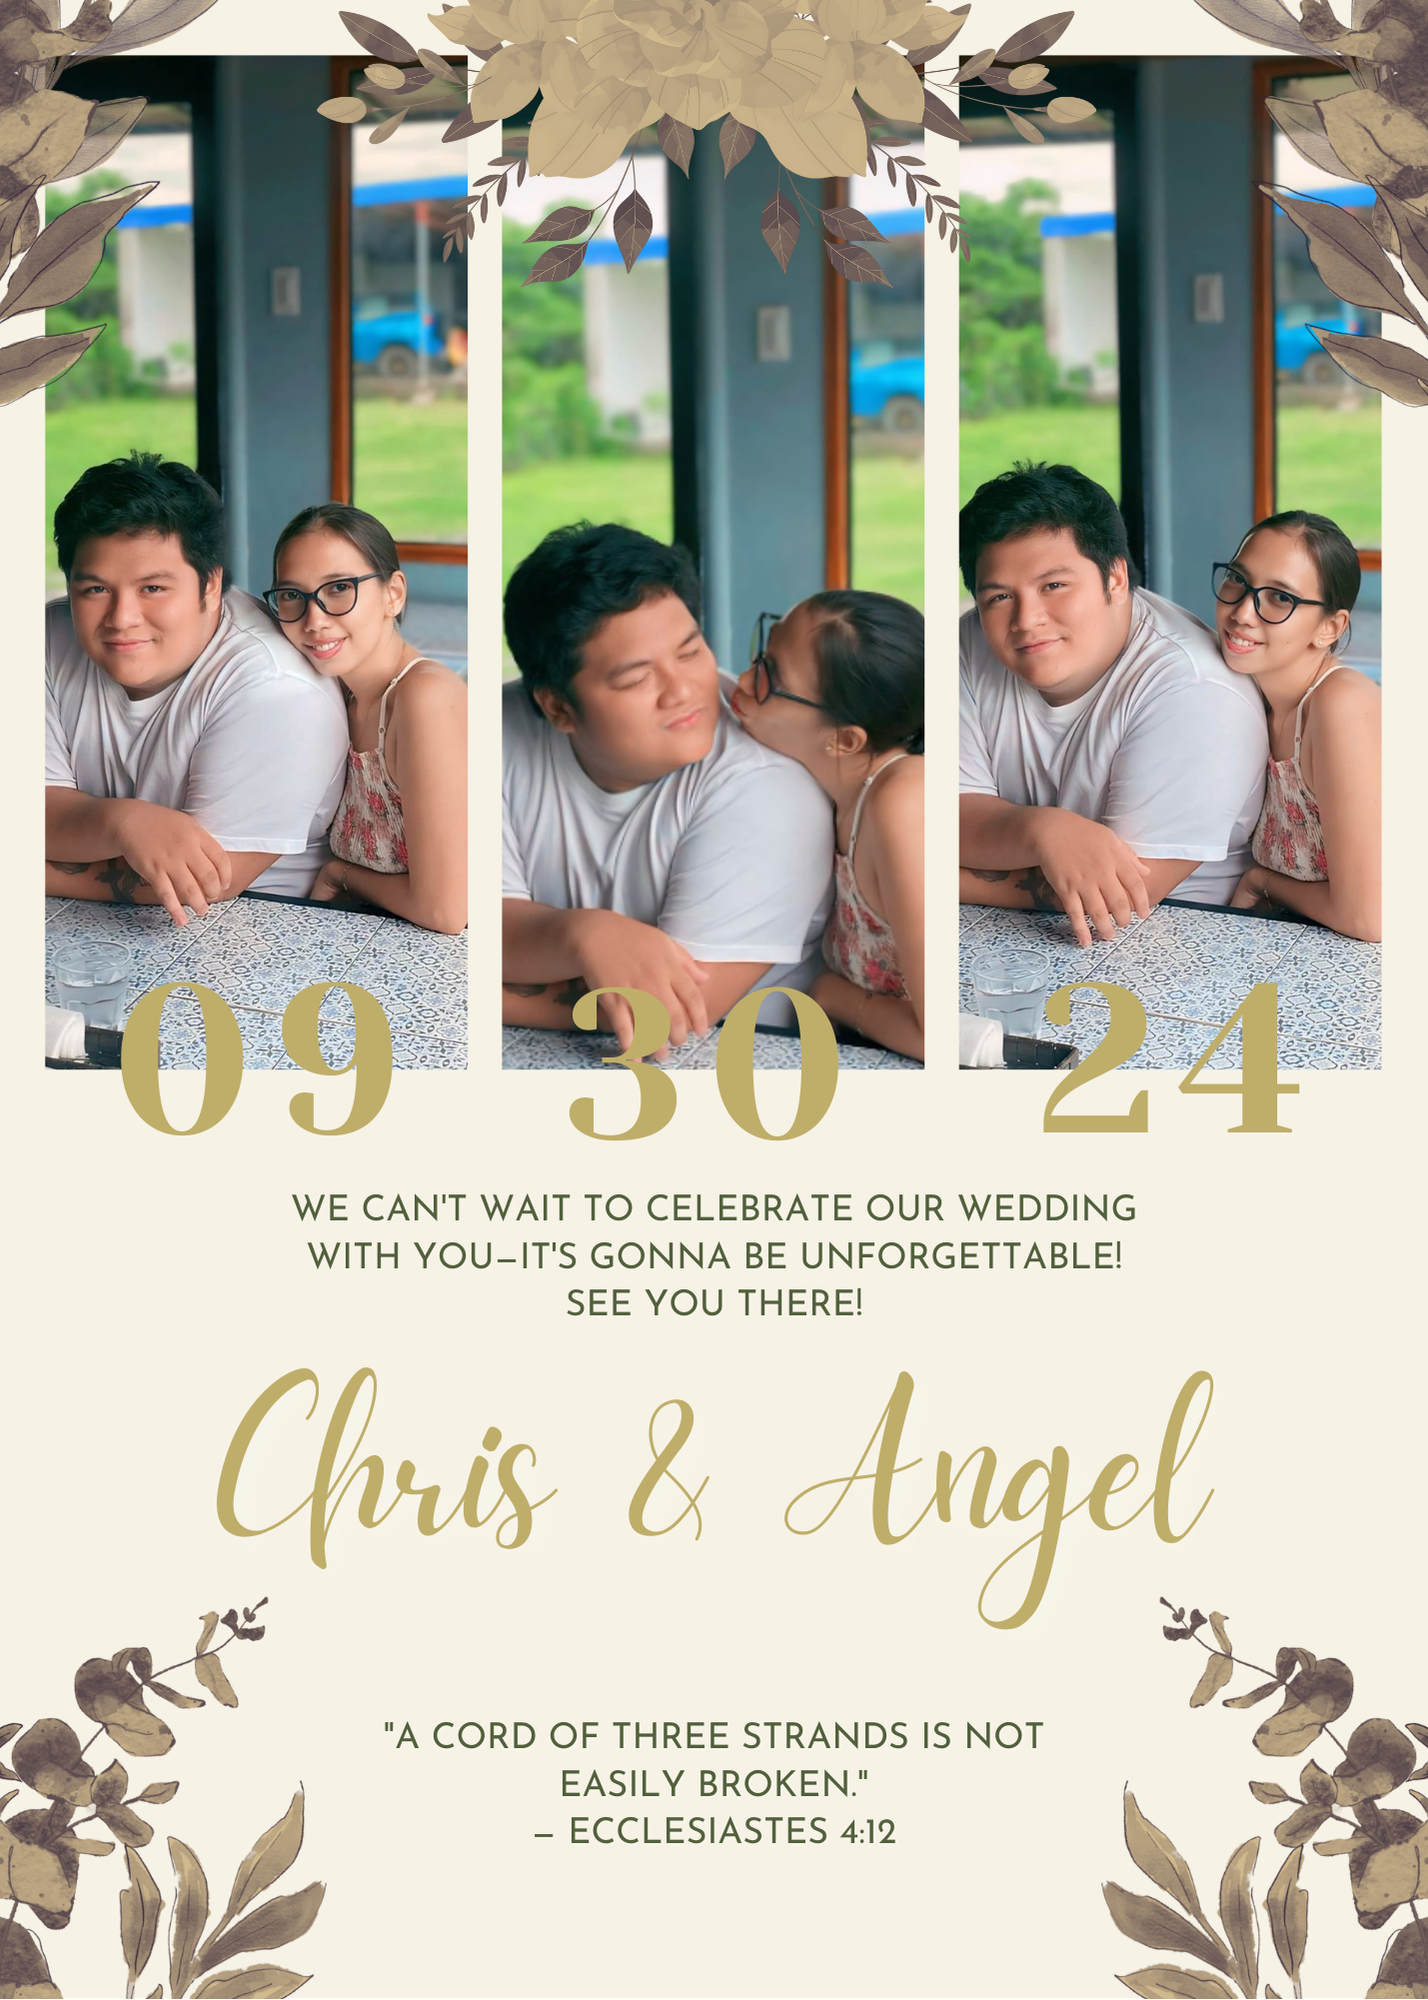 09 30 24
WE CAN'T WAIT TO CELEBRATE OUR WEDDING
WITH YOU—IT'S GONNA BE UNFORGETTABLE!
SEE YOU THERE!
Chris & Angel
"A CORD OF THREE STRANDS IS NOT
EASILY BROKEN."
— ECCLESIASTES 4:12